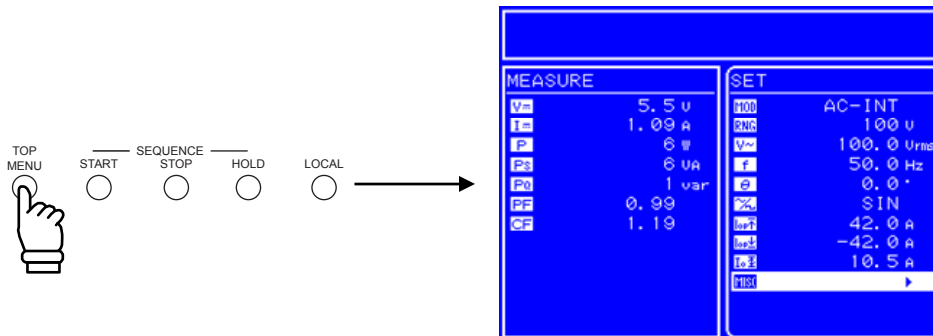 TOP
MENU
SEQUENCE
START
STOP
HOLD
LOCAL
MEASURE
V= 5.5 V
I= 1.09 A
P 6 W
PS 6 VA
PQ 1 var
PF 0.99
CF 1.19
SET
MOD AC-INT
RNG 100 V
V~ 100.0 Vrms
f 50.0 Hz
θ 0.0°
SIN
42.0 A
-42.0 A
10.5 A
MISC